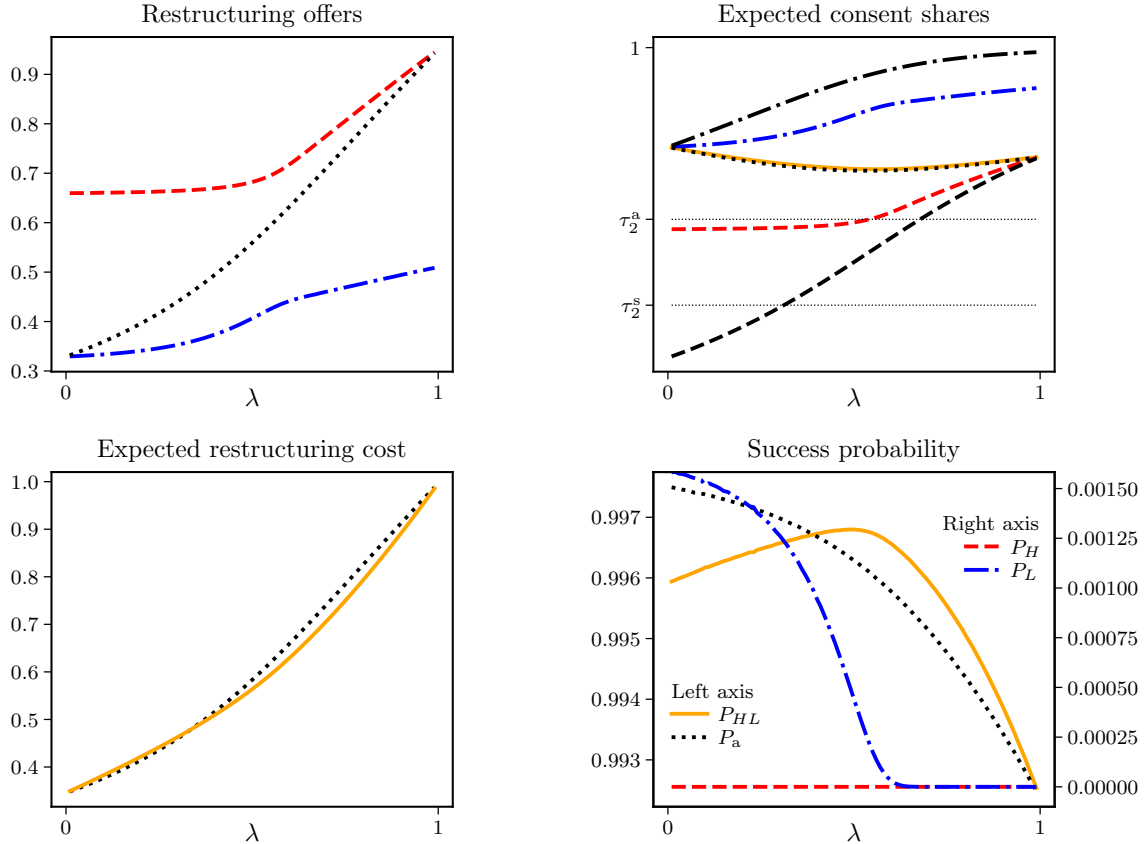 Restructuring offers
0.9
0.8
0.7
0.6
0.5
0.4
0.3
0
1
λ
Expected consent shares
1
τ₂ᵃ
τ₂ˢ
0
1
λ
Expected restructuring cost
1.0
0.9
0.8
0.7
0.6
0.5
0.4
0
1
λ
Success probability
0.997
0.996
0.995
0.994
0.993
0.00150
0.00125
0.00100
0.00075
0.00050
0.00025
0.00000
Right axis
P_H
P_L
Left axis
P_{HL}
P_a
0
1
λ